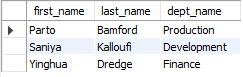 first_name last_name dept_name
Parto Bamford Production
Saniya Kalloufi Development
Yinghua Dredge Finance